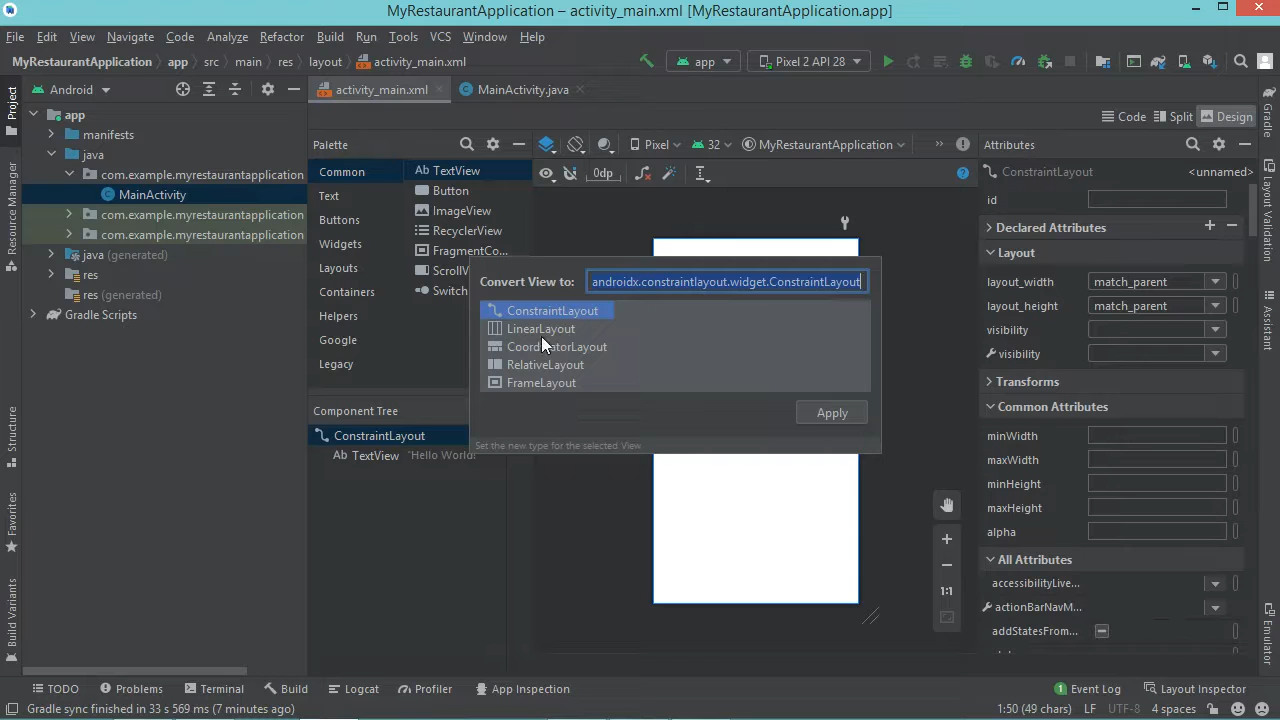 MyRestaurantApplication – activity_main.xml [MyRestaurantApplication.app]
File Edit View Navigate Code Analyze Refactor Build Run Tools VCS Window Help
MyRestaurantApplication app src main res layout activity_main.xml app Pixel 2 API 28
Project
Android
activity_main.xml
MainActivity.java
Gradle
app
manifests
java
com.example.myrestaurantapplication
MainActivity
com.example.myrestaurantapplication
com.example.myrestaurantapplication
java (generated)
res
res (generated)
Gradle Scripts
Resource Manager
Structure
Favorites
Build Variants
Code Split Design
Palette
Common
Text
Buttons
Widgets
Layouts
Containers
Helpers
Google
Legacy
Ab TextView
Button
ImageView
RecyclerView
FragmentCo...
ScrollV
Switch
Pixel 32 MyRestaurantApplication
0dp
Component Tree
ConstraintLayout
Ab TextView "Hello World!
Convert View to: androidx.constraintlayout.widget.ConstraintLayout
ConstraintLayout
LinearLayout
CoordinatorLayout
RelativeLayout
FrameLayout
Apply
Set the new type for the selected View
1:1
Attributes
ConstraintLayout <unnamed>
id
Declared Attributes
Layout
layout_width match_parent
layout_height match_parent
visibility
visibility
Transforms
Common Attributes
minWidth
maxWidth
minHeight
maxHeight
alpha
All Attributes
accessibilityLive...
actionBarNavM...
addStatesFrom...
Layout Validation
Assistant
Emulator
TODO Problems Terminal Build Logcat Profiler App Inspection 1 Event Log Layout Inspector
Gradle sync finished in 33 s 569 ms (7 minutes ago) 1:50 (49 chars) LF UTF-8 4 spaces